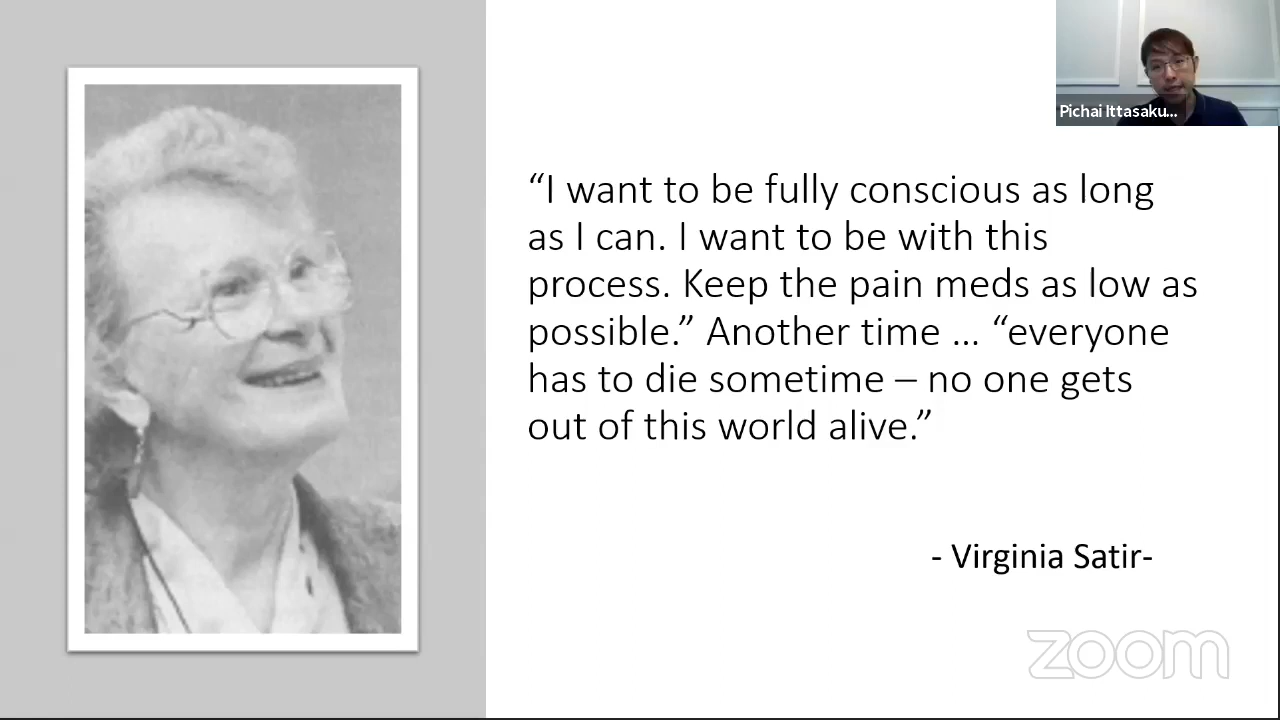 Pichai Ittasaku...
“I want to be fully conscious as long
as I can. I want to be with this
process. Keep the pain meds as low as
possible.” Another time … “everyone
has to die sometime – no one gets
out of this world alive.”
- Virginia Satir-
zoom